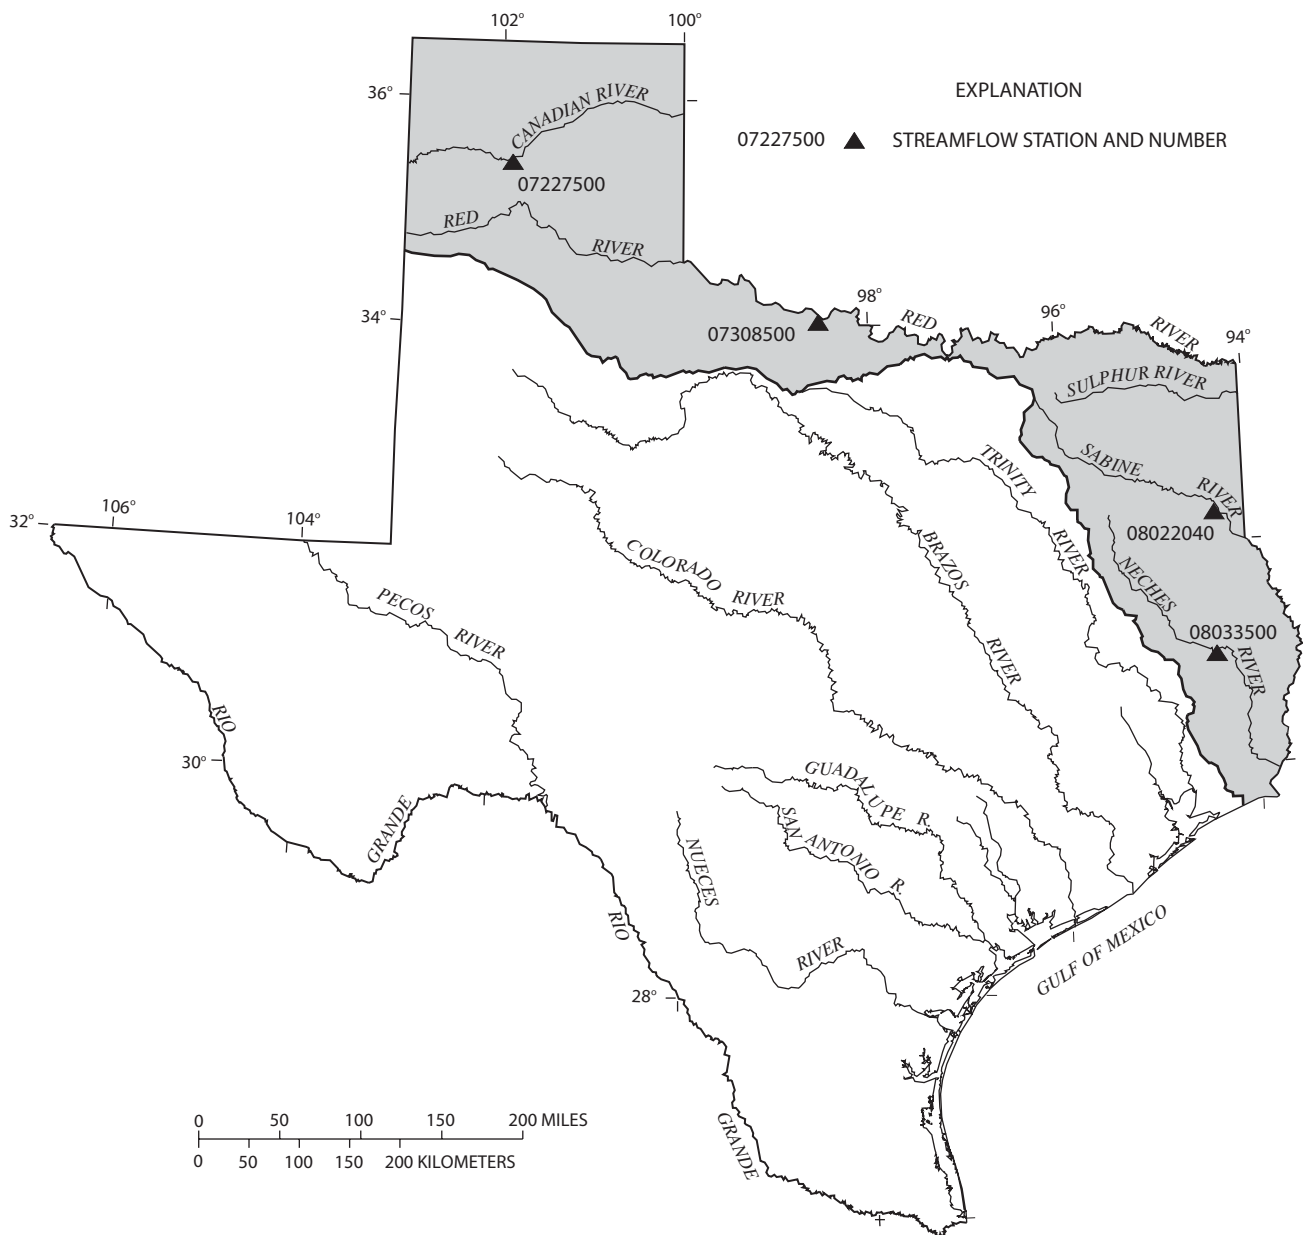 102°
100°
36°
EXPLANATION
CANADIAN RIVER
07227500
STREAMFLOW STATION AND NUMBER
07227500
RED
RIVER
98°
96°
34°
RED
RIVER
94°
07308500
SULPHUR RIVER
TRINITY
SABINE
RIVER
32°
106°
104°
08022040
BRAZOS
RIVER
COLORADO
RIVER
NECHES
PECOS
RIVER
08033500
RIVER
RIVER
RIO
30°
GUADALUPE R.
GRANDE
SAN ANTONIO R.
NUECES
RIO
RIVER
GULF OF MEXICO
28°
0 50 100 150 200 MILES
0 50 100 150 200 KILOMETERS
GRANDE